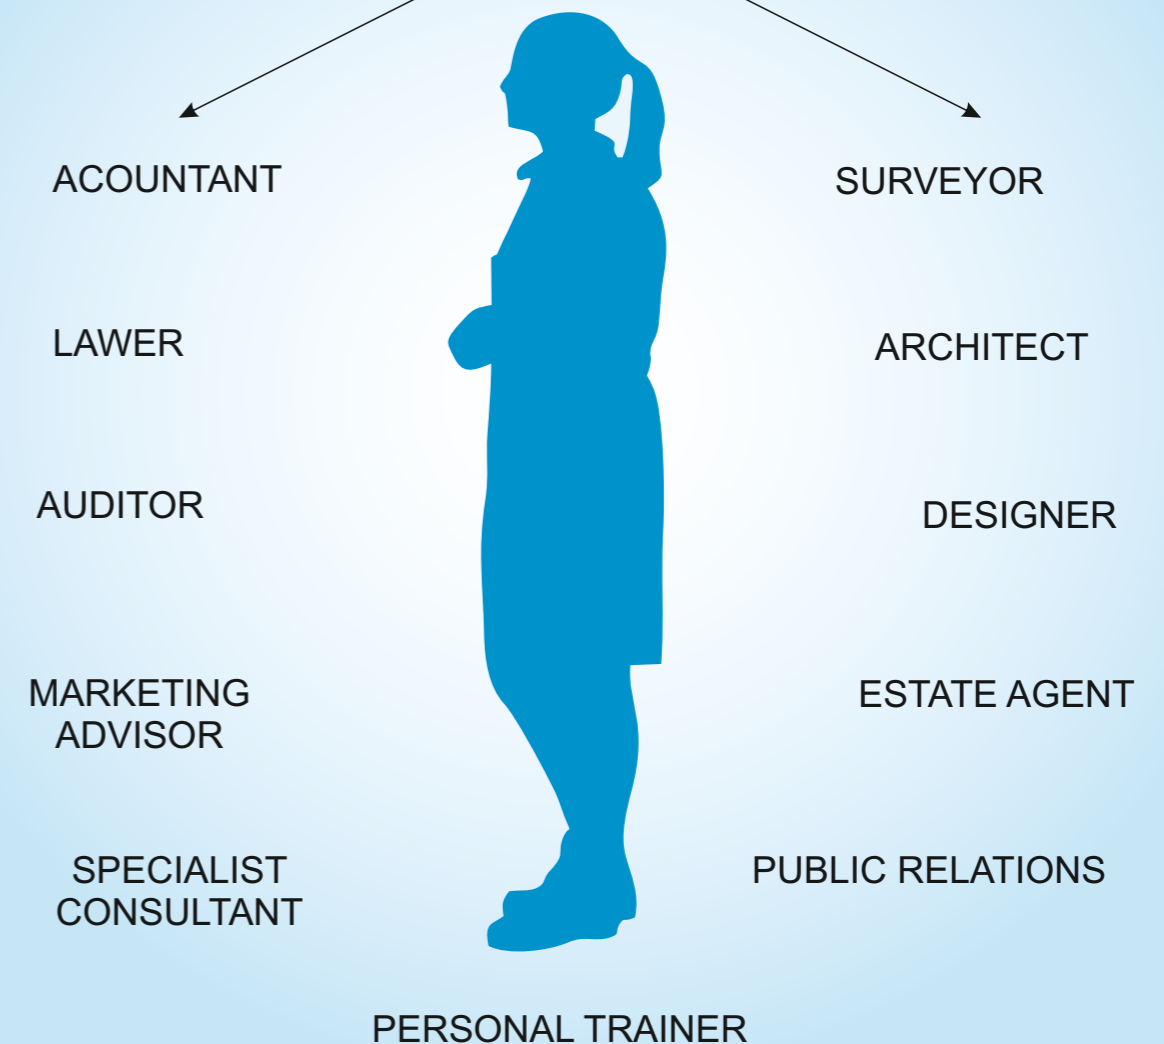 ACOUNTANT
SURVEYOR
LAWER
ARCHITECT
AUDITOR
DESIGNER
MARKETING
ADVISOR
ESTATE AGENT
SPECIALIST
CONSULTANT
PUBLIC RELATIONS
PERSONAL TRAINER